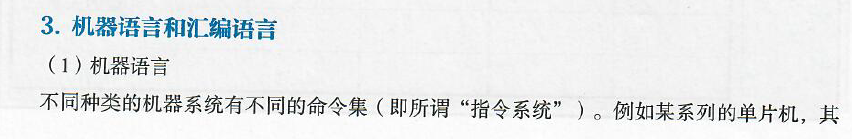 3. 机器语言和汇编语言
（1）机器语言
不同种类的机器系统有不同的命令集（即所谓“指令系统”）。例如某系列的单片机，其